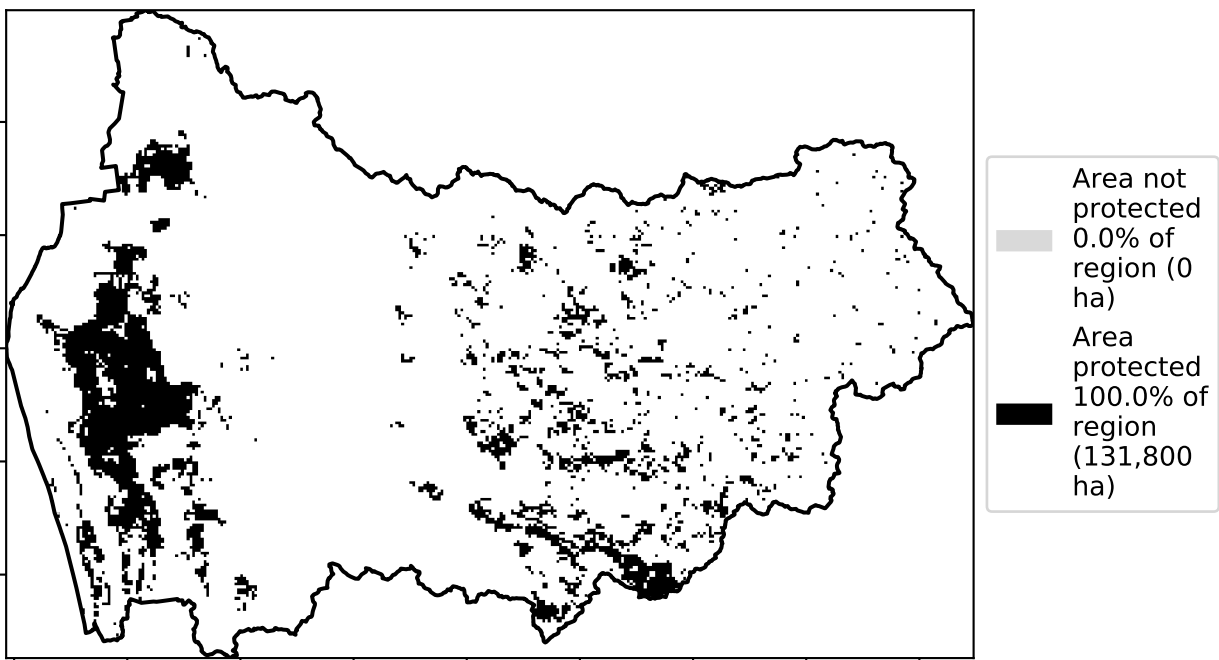 Area not
protected
0.0% of
region (0
ha)
Area
protected
100.0% of
region
(131,800
ha)